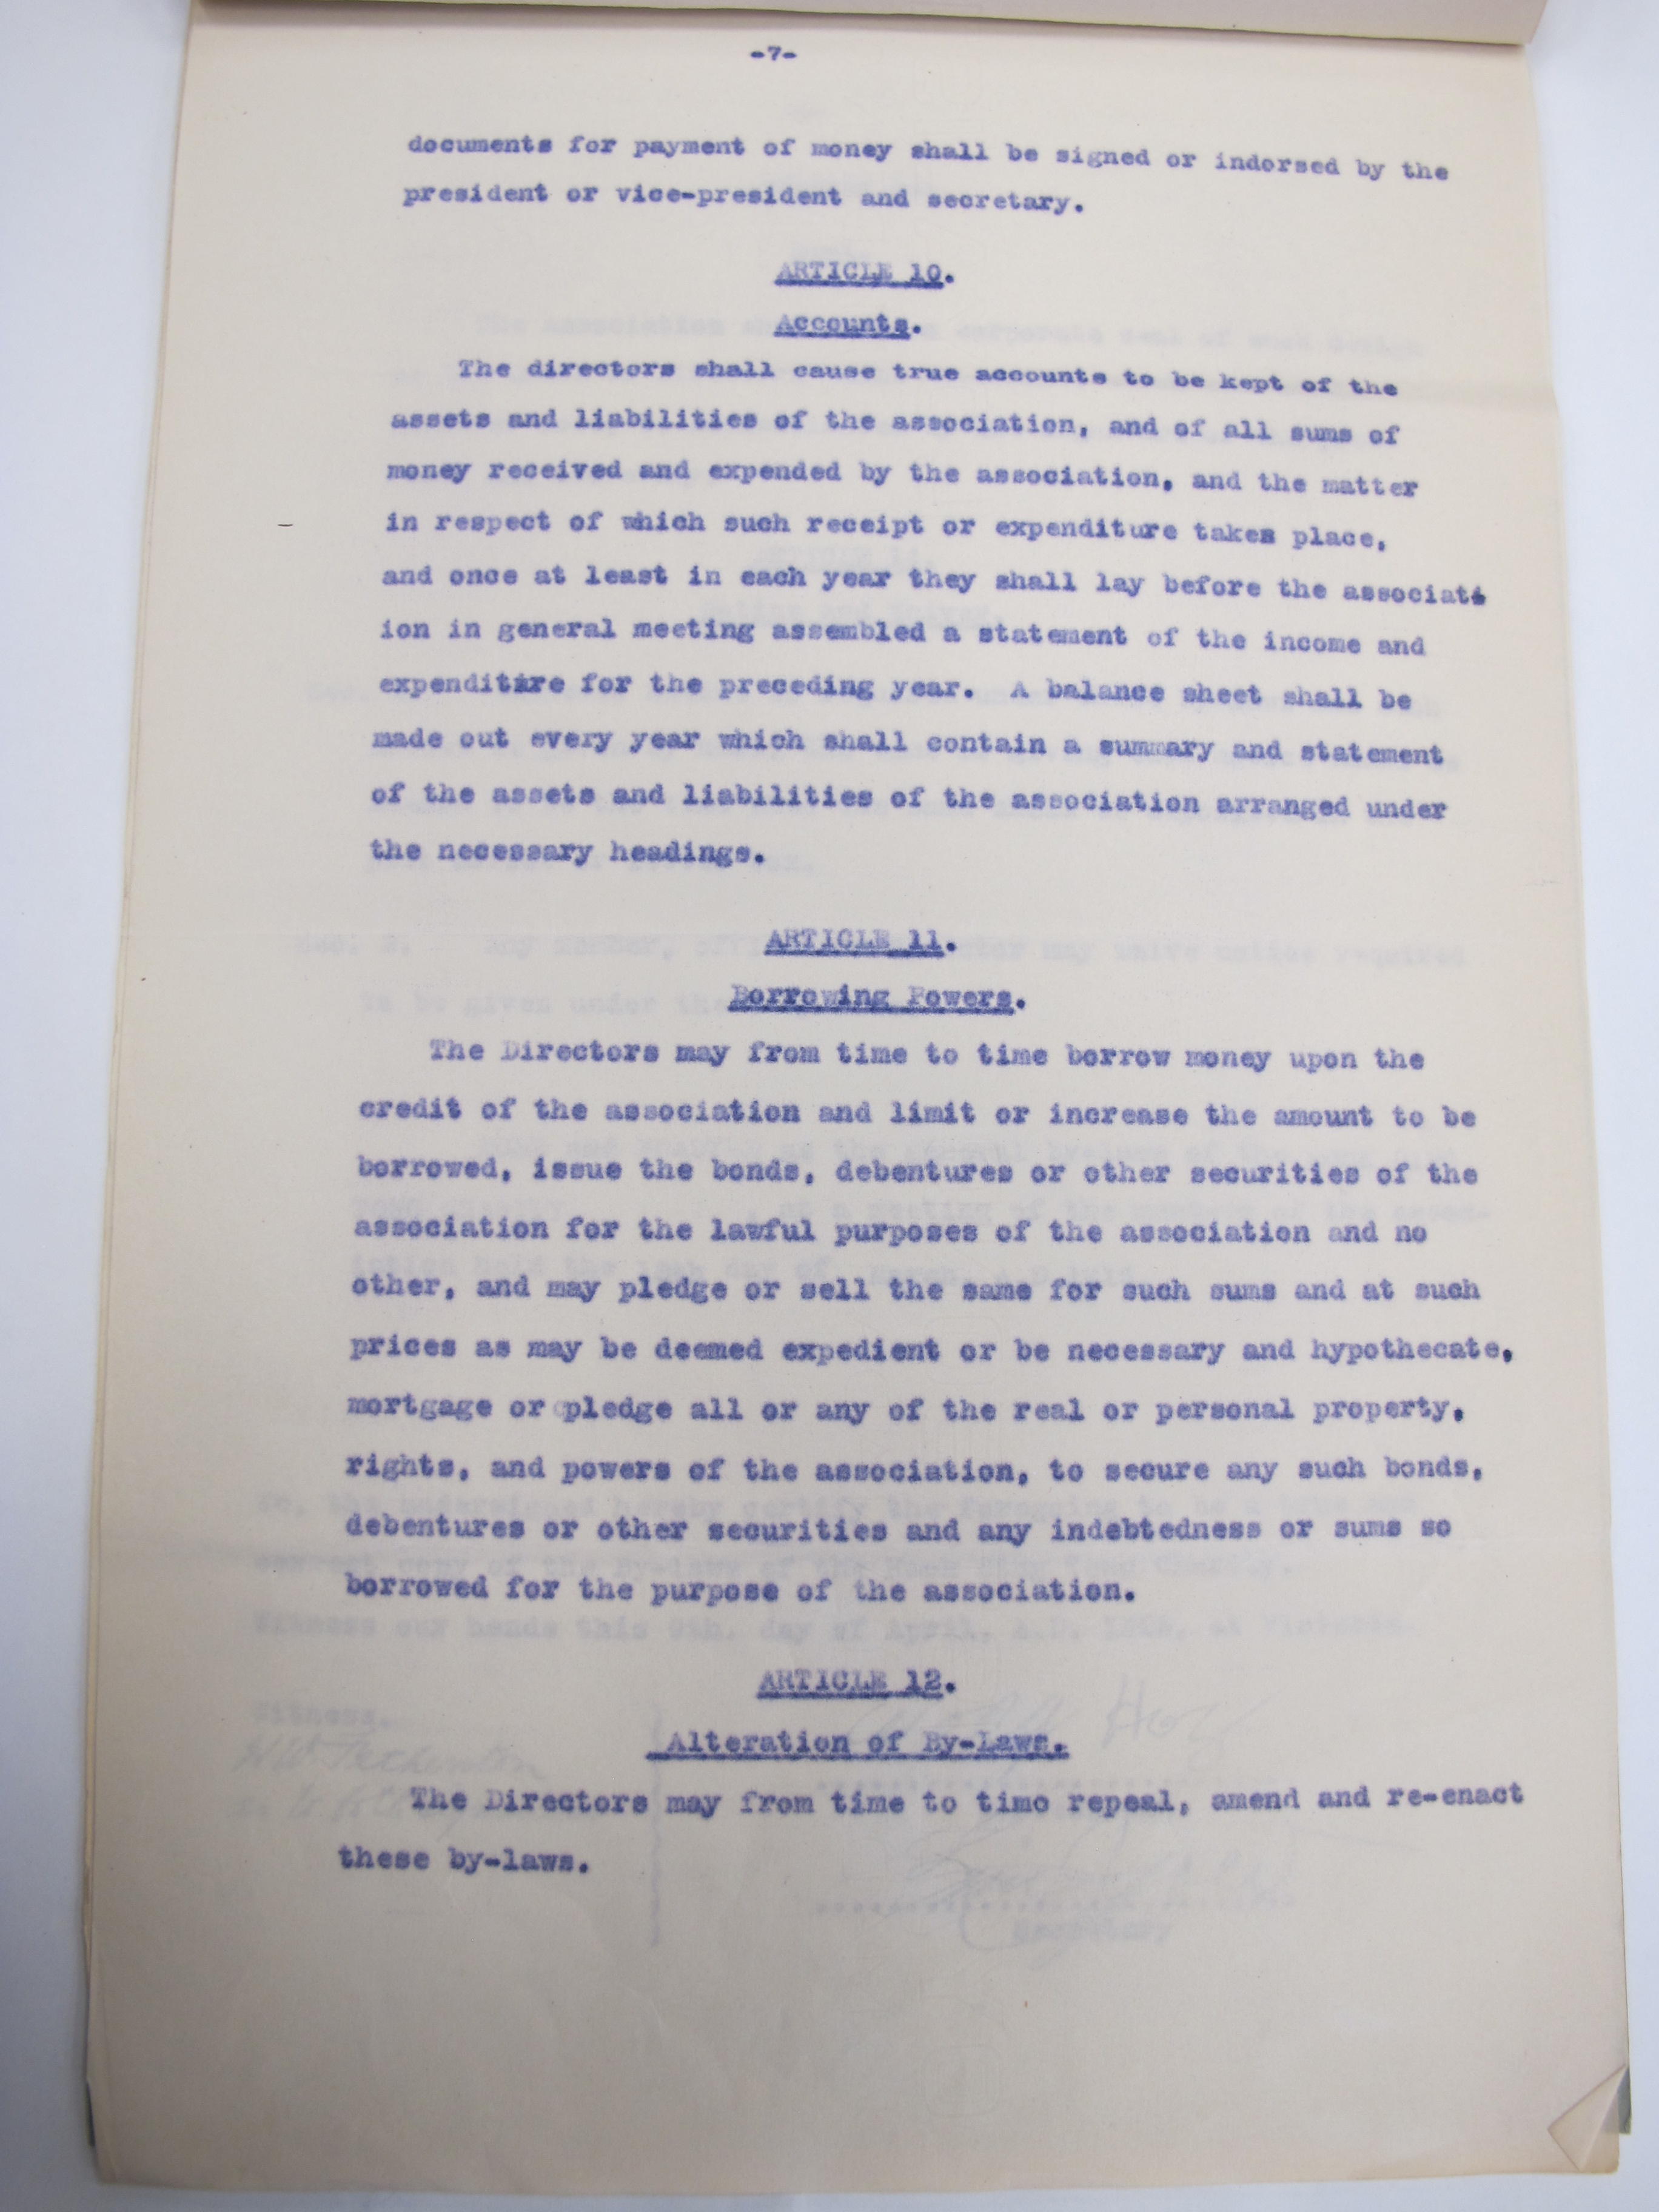 -7-
documents for payment of money shall be signed or indorsed by the
president or vice-president and secretary.
ARTICLE 10.
Accounts.
The directors shall cause true accounts to be kept of the
assets and liabilities of the association, and of all sums of
money received and expended by the association, and the matter
in respect of which such receipt or expenditure takes place,
and once at least in each year they shall lay before the associat
ion in general meeting assembled a statement of the income and
expenditire for the preceding year. A balance sheet shall be
made out every year which shall contain a summary and statement
of the assets and liabilities of the association arranged under
the necessary headings.
ARTICLE 11.
Borrowing Powers.
The Directors may from time to time borrow money upon the
credit of the association and limit or increase the amount to be
borrowed, issue the bonds, debentures or other securities of the
association for the lawful purposes of the association and no
other, and may pledge or sell the same for such sums and at such
prices as may be deemed expedient or be necessary and hypothecate,
mortgage or pledge all or any of the real or personal property,
rights, and powers of the association, to secure any such bonds,
debentures or other securities and any indebtedness or sums so
borrowed for the purpose of the association.
ARTICLE 12.
Alteration of By-Laws.
The Directors may from time to time repeal, amend and re-enact
these by-laws.